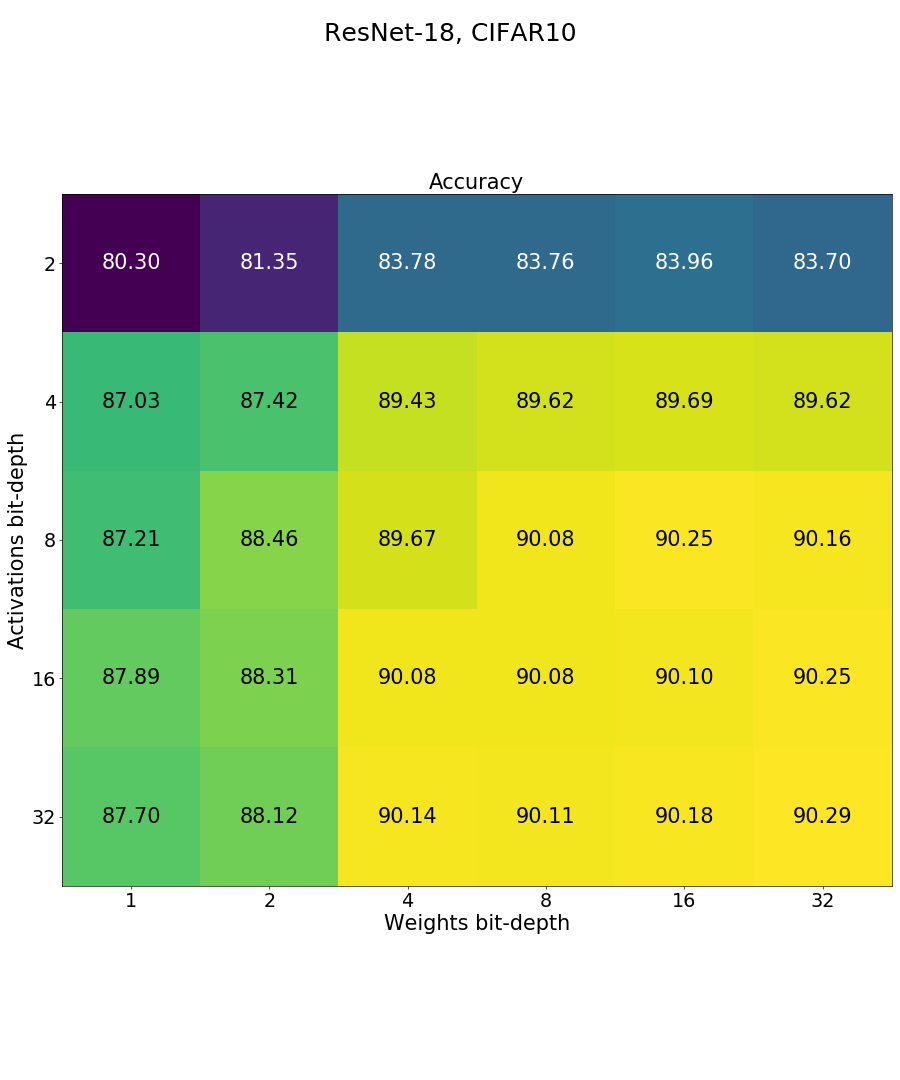 ResNet-18, CIFAR10
Accuracy
2 80.30 81.35 83.78 83.76 83.96 83.70
4 87.03 87.42 89.43 89.62 89.69 89.62
8 87.21 88.46 89.67 90.08 90.25 90.16
16 87.89 88.31 90.08 90.08 90.10 90.25
32 87.70 88.12 90.14 90.11 90.18 90.29
1 2 4 8 16 32
Weights bit-depth
Activations bit-depth